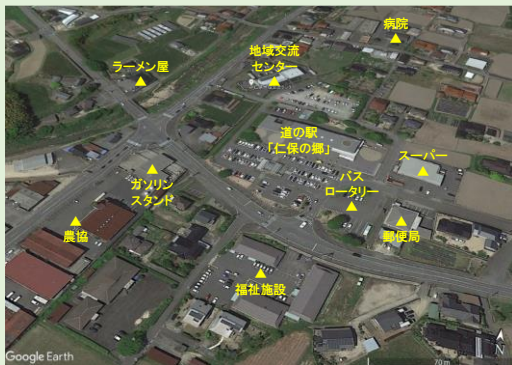 病院
地域交流
センター
ラーメン屋
道の駅
「仁保の郷」
スーパー
ガソリン
スタンド
バス
ロータリー
農協
郵便局
福祉施設
Google Earth
70 m
N